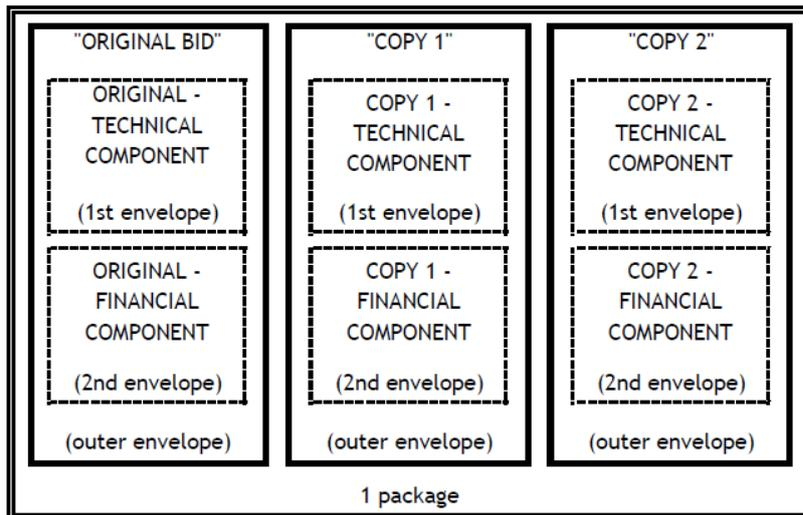 "ORIGINAL BID"
ORIGINAL -
TECHNICAL
COMPONENT
(1st envelope)
ORIGINAL -
FINANCIAL
COMPONENT
(2nd envelope)
(outer envelope)
"COPY 1"
COPY 1 -
TECHNICAL
COMPONENT
(1st envelope)
COPY 1 -
FINANCIAL
COMPONENT
(2nd envelope)
(outer envelope)
"COPY 2"
COPY 2 -
TECHNICAL
COMPONENT
(1st envelope)
COPY 2 -
FINANCIAL
COMPONENT
(2nd envelope)
(outer envelope)
1 package